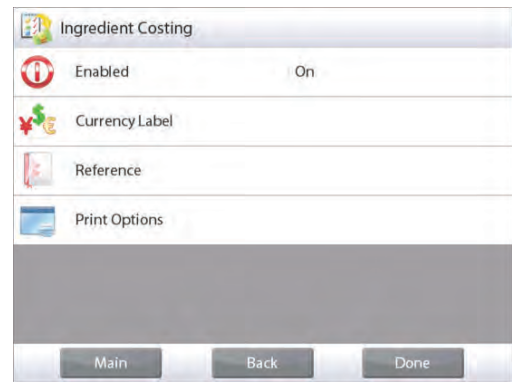 Ingredient Costing
Enabled On
Currency Label
Reference
Print Options
Main Back Done